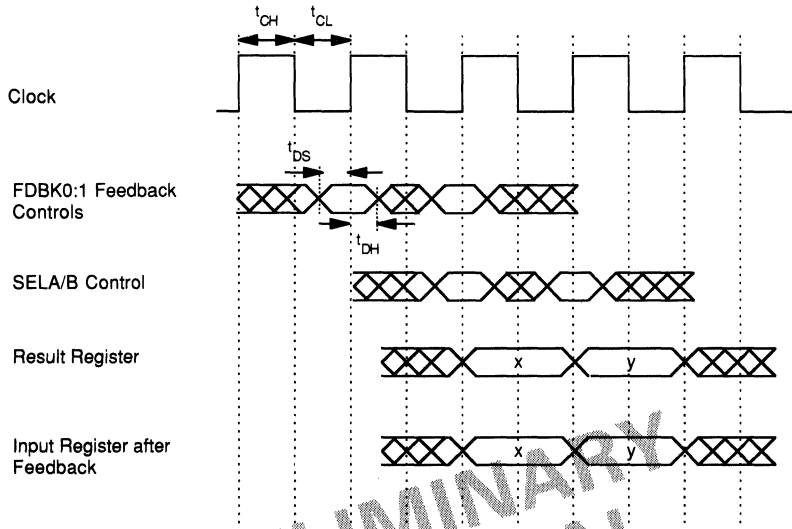 tCH tCL
Clock
tDS
FDBK0:1 Feedback
Controls
tDH
SELA/B Control
Result Register
x y
Input Register after
Feedback
x y
PRELIMINARY